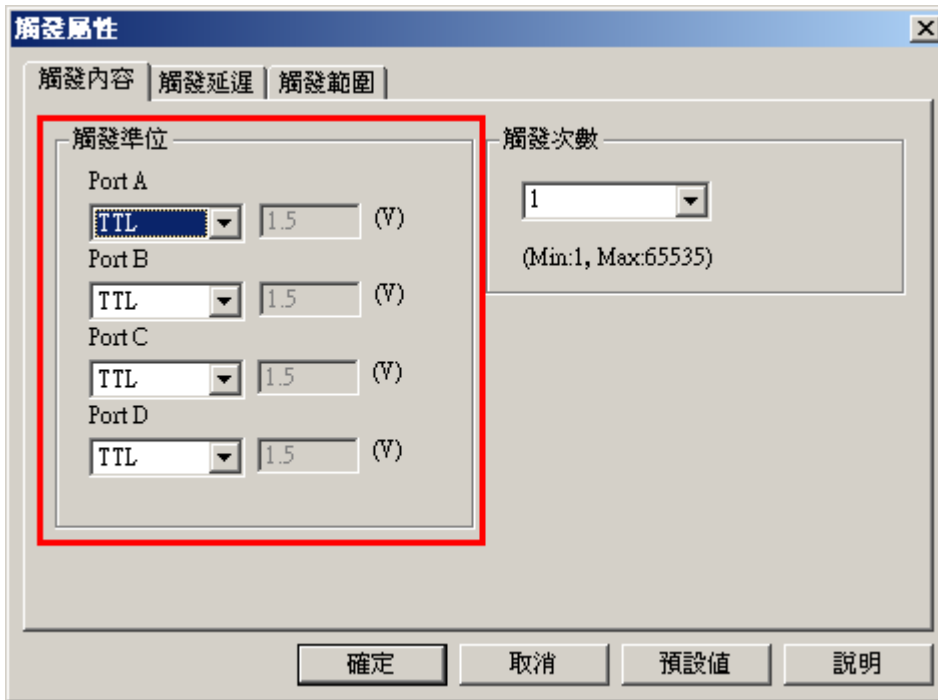 觸發屬性
觸發內容 觸發延遲 觸發範圍
觸發準位
Port A
TTL 1.5 (V)
Port B
TTL 1.5 (V)
Port C
TTL 1.5 (V)
Port D
TTL 1.5 (V)
觸發次數
1
(Min:1, Max:65535)
確定 取消 預設值 說明